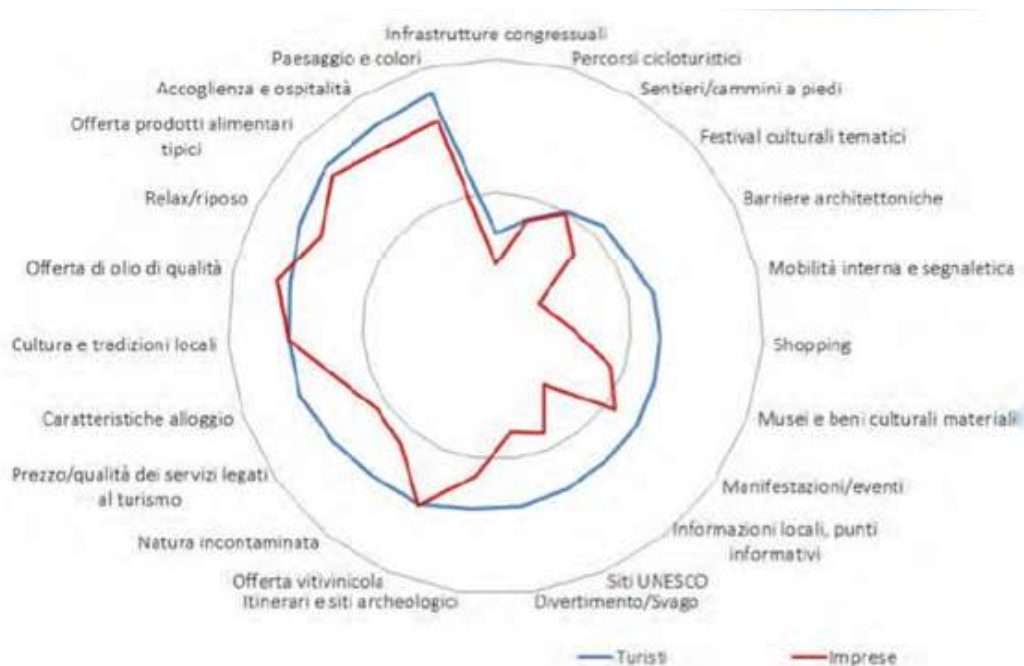 Infrastrutture congressuali
Percorsi cicloturistici
Sentieri/cammini a piedi
Festival culturali tematici
Barriere architettoniche
Mobilità interna e segnaletica
Shopping
Musei e beni culturali materiali
Manifestazioni/eventi
Informazioni locali, punti
informativi
Siti UNESCO
Divertimento/Svago
Itinerari e siti archeologici
Offerta vitivinicola
Natura incontaminata
Prezzo/qualità dei servizi legati
al turismo
Caratteristiche alloggio
Cultura e tradizioni locali
Offerta di olio di qualità
Relax/riposo
Offerta prodotti alimentari
tipici
Accoglienza e ospitalità
Paesaggio e colori
Turisti
Imprese